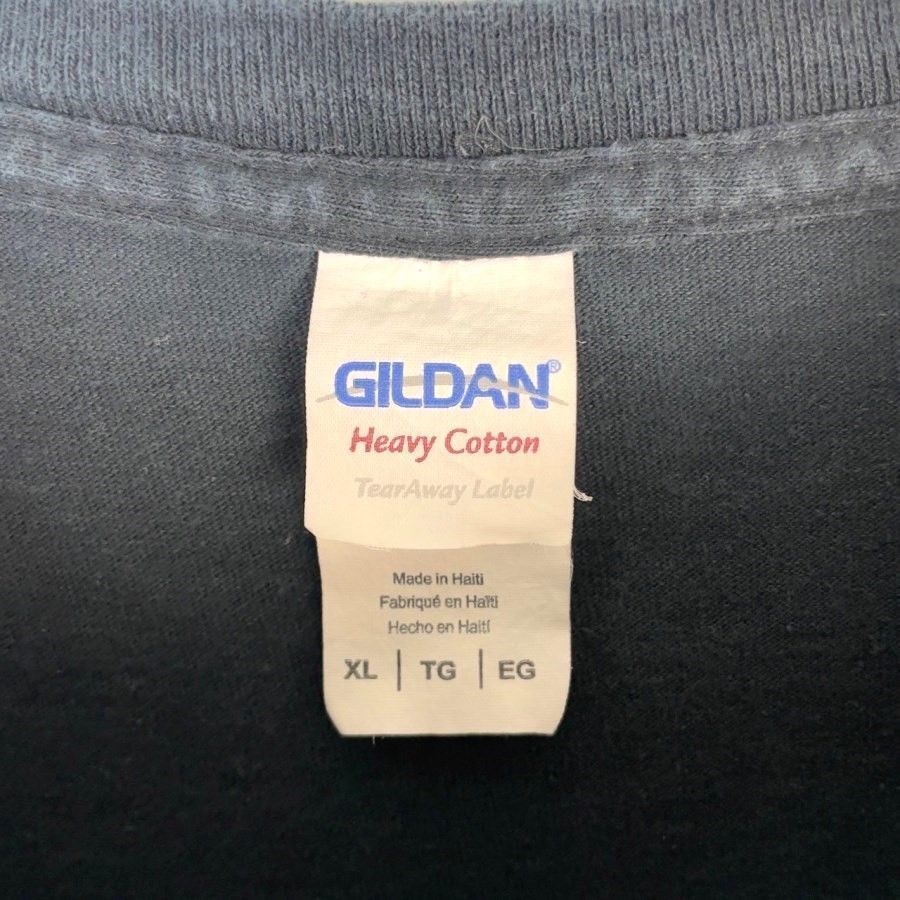 GILDAN®
Heavy Cotton
TearAway Label
Made in Haiti
Fabriqué en Haïti
Hecho en Haití
XL | TG | EG